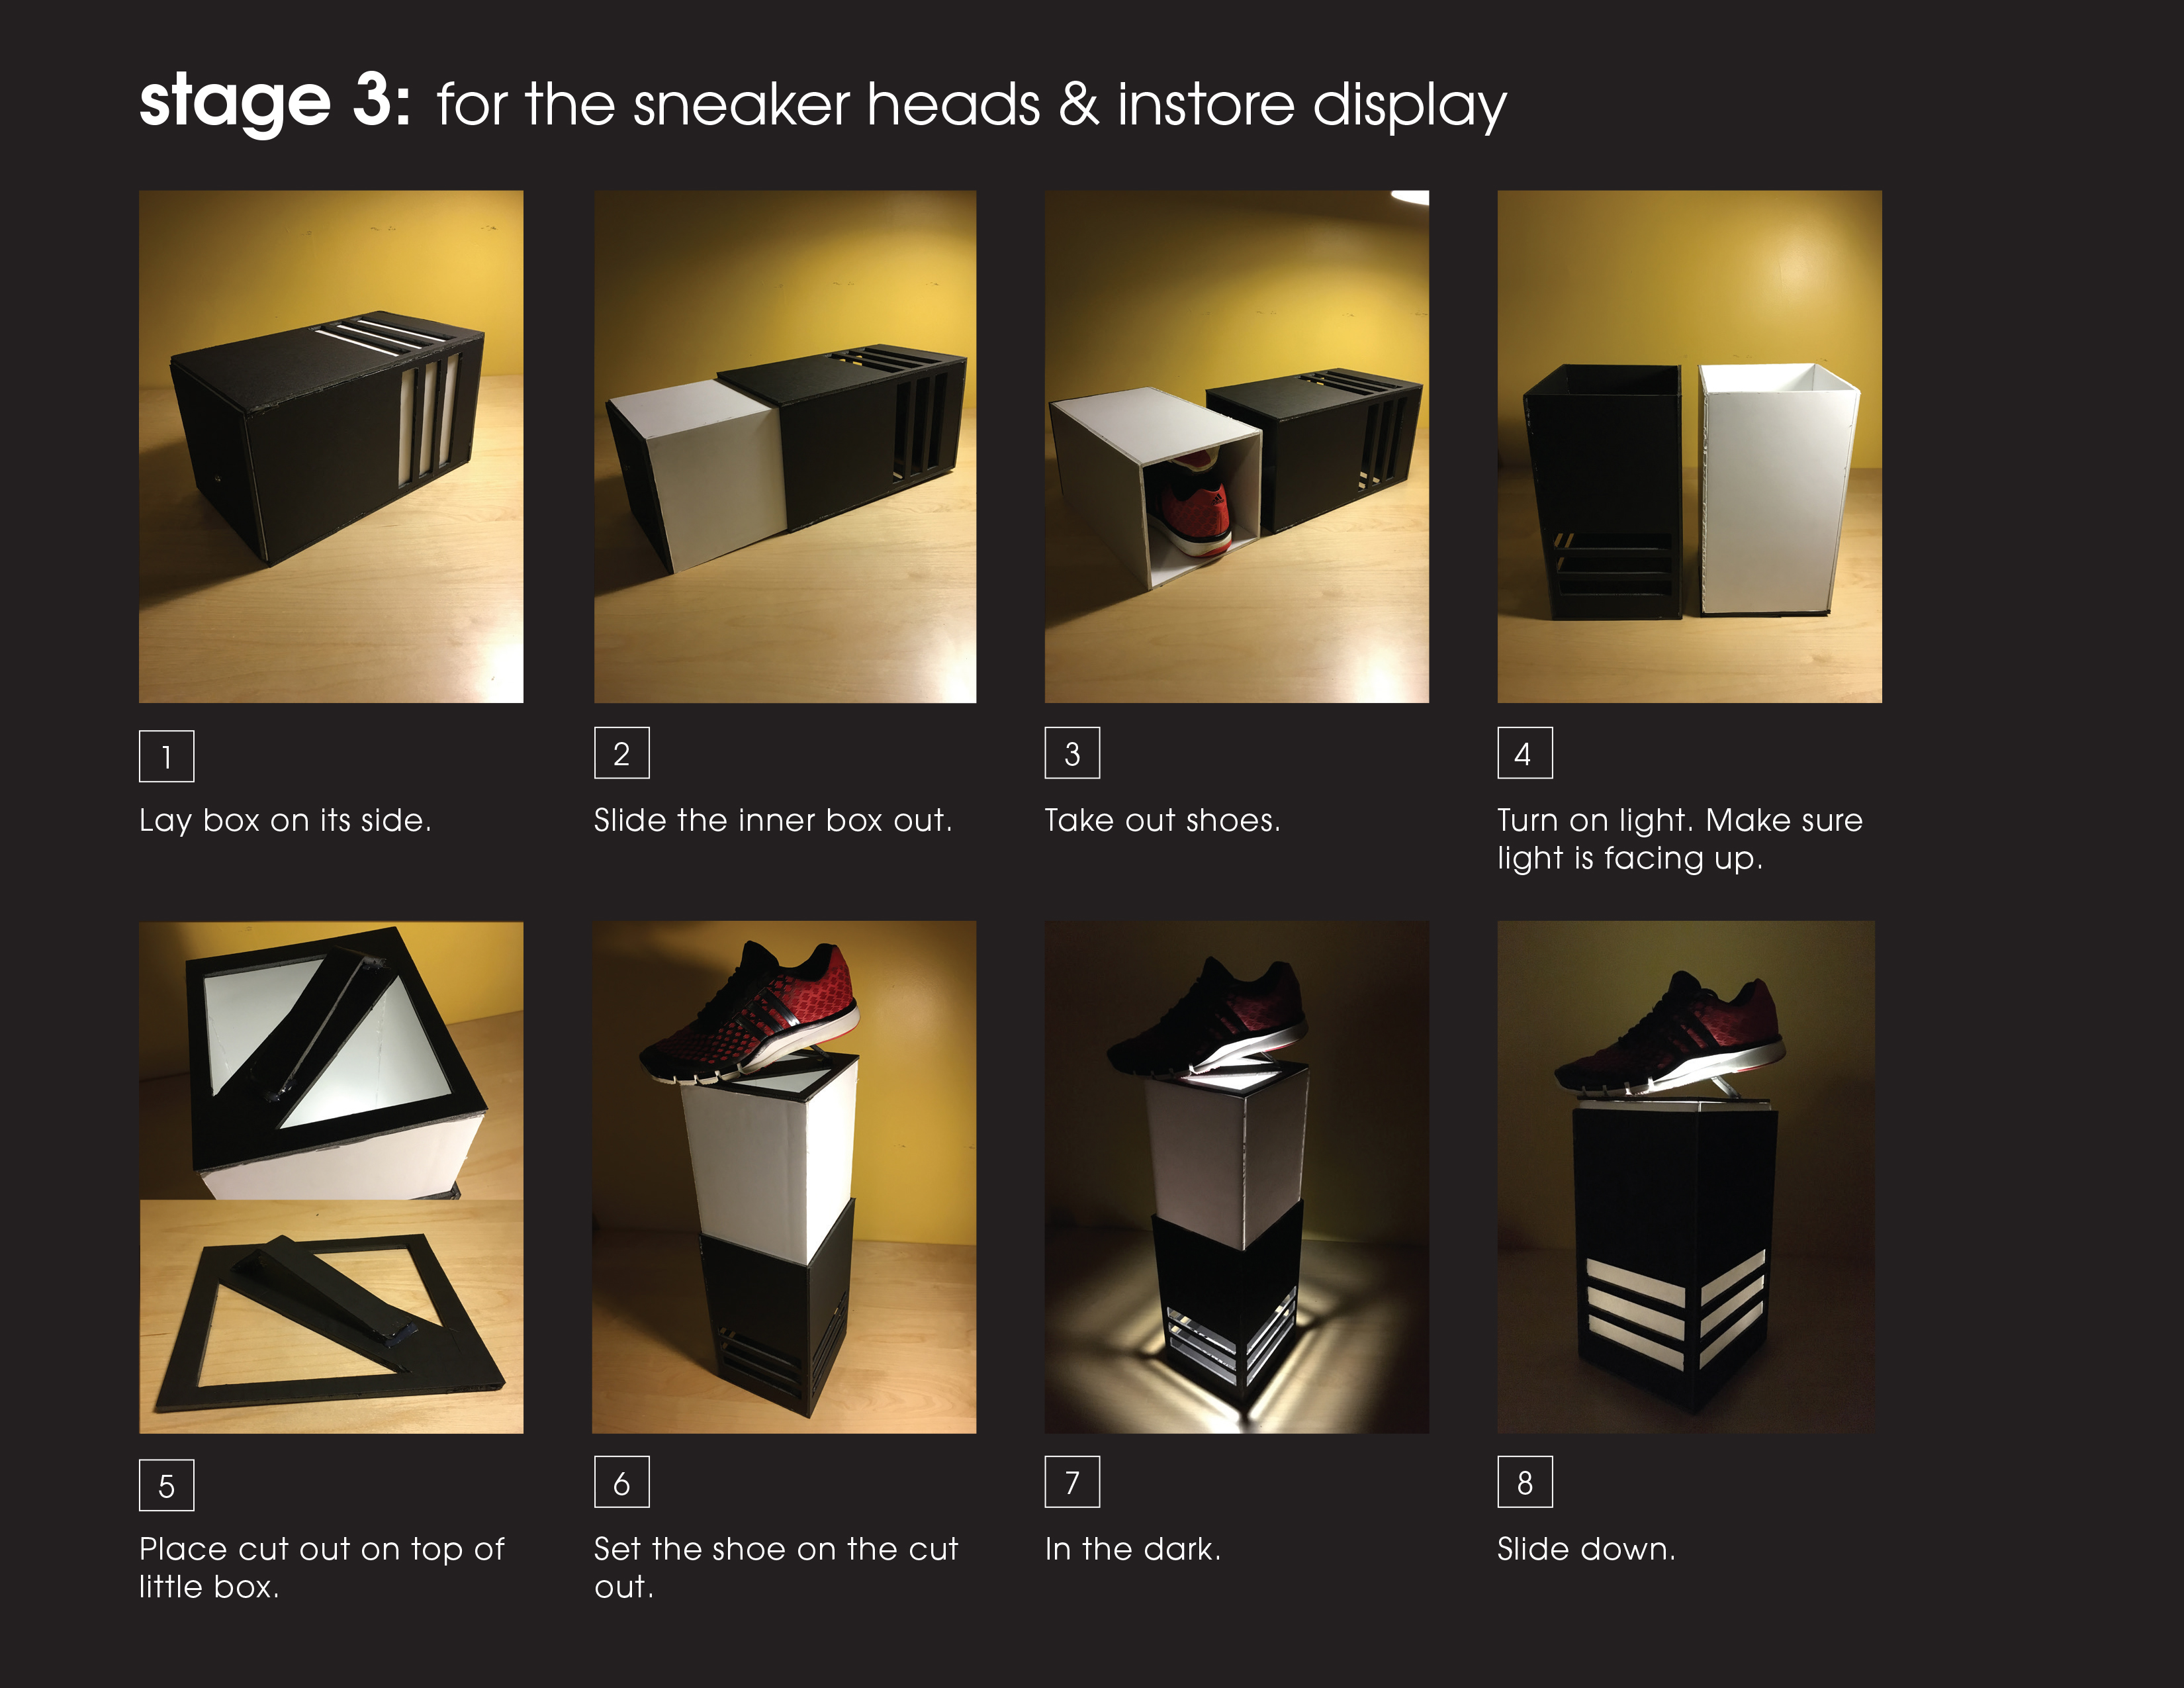 stage 3: for the sneaker heads & instore display
1
2
3
4
Lay box on its side.
Slide the inner box out.
Take out shoes.
Turn on light. Make sure
light is facing up.
5
6
7
8
Place cut out on top of
little box.
Set the shoe on the cut
out.
In the dark.
Slide down.